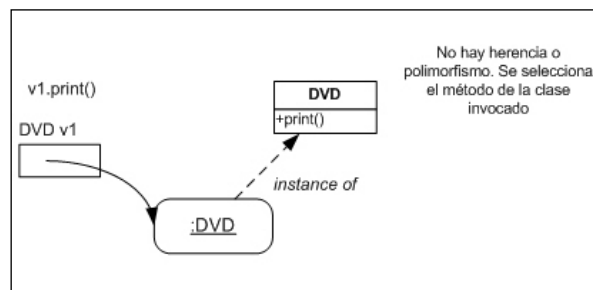 v1.print()
DVD v1
DVD
+print()
instance of
:DVD
No hay herencia o
polimorfismo. Se selecciona
el método de la clase
invocado